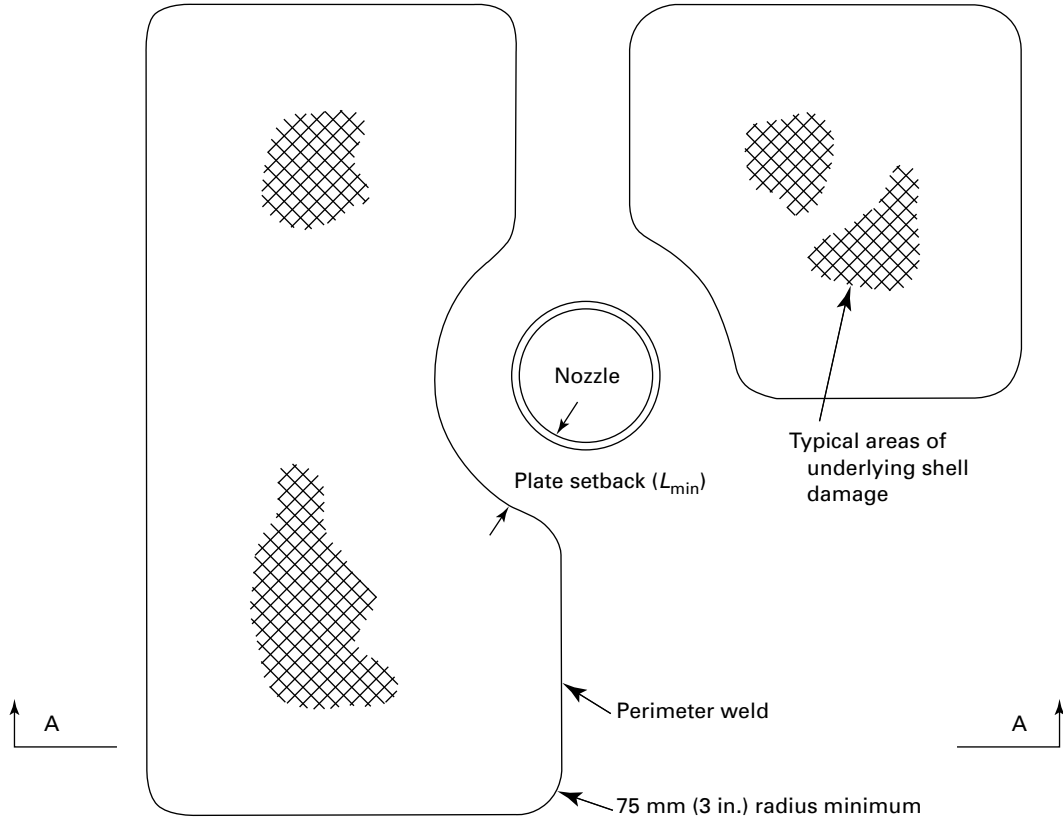 Nozzle
Plate setback (Lmin)
Typical areas of
underlying shell
damage
Perimeter weld
A
A
75 mm (3 in.) radius minimum